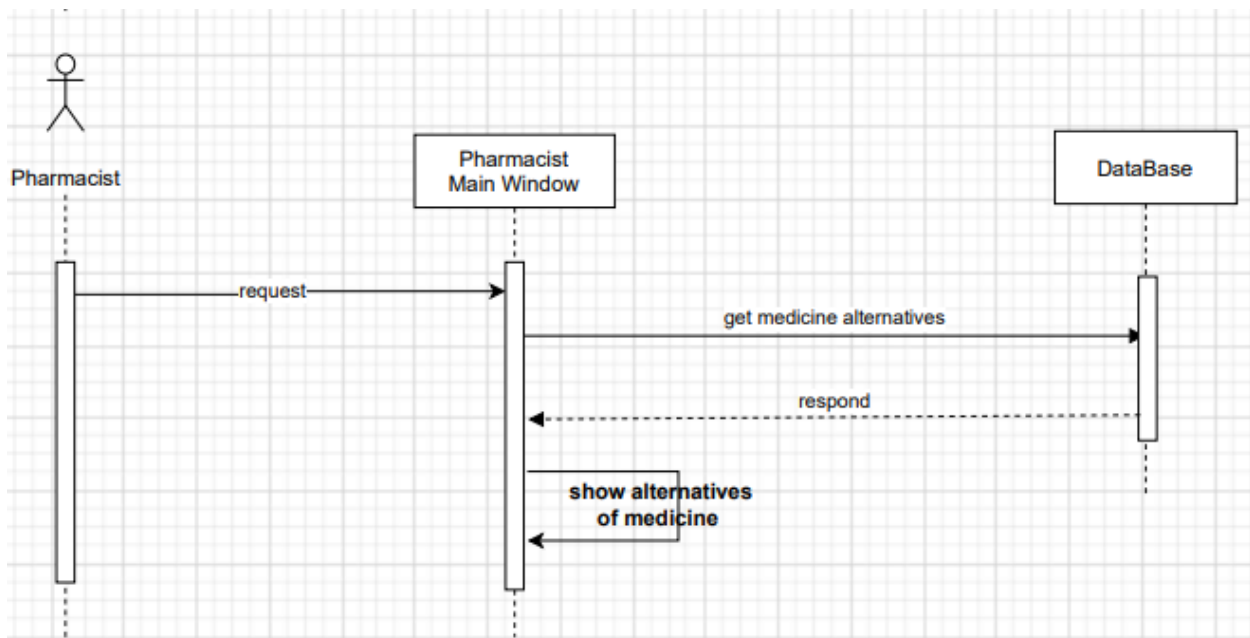 Pharmacist
Pharmacist
Main Window
DataBase
request
get medicine alternatives
respond
show alternatives
of medicine